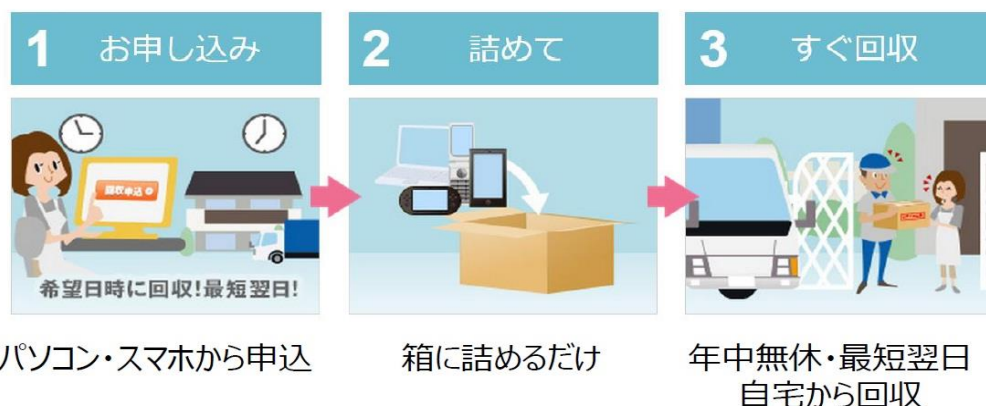 1 お申し込み
2 詰めて
3 すぐ回収
回収申込
希望日時に回収!最短翌日!
パソコン・スマホから申込
箱に詰めるだけ
年中無休・最短翌日
自宅から回収